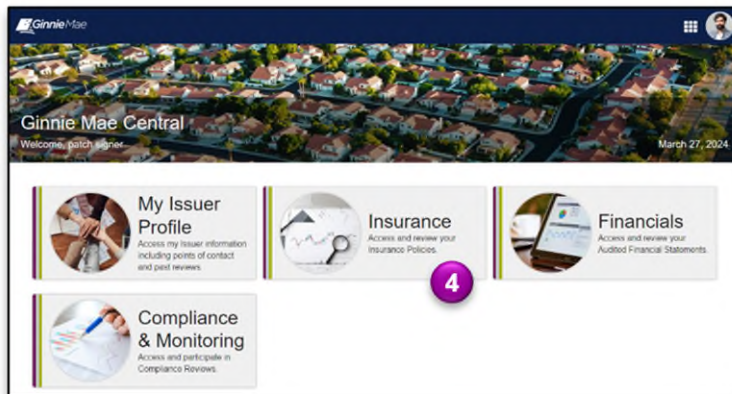 GinnieMae
Ginnie Mae Central
Welcome, patch signer
March 27, 2024
My Issuer
Profile
Access my Issuer information
including points of contact
and past reviews.
Insurance
Access and review your
Insurance Policies.
4
Financials
Access and review your
Audited Financial Statements.
Compliance
& Monitoring
Access and participate in
Compliance Reviews.